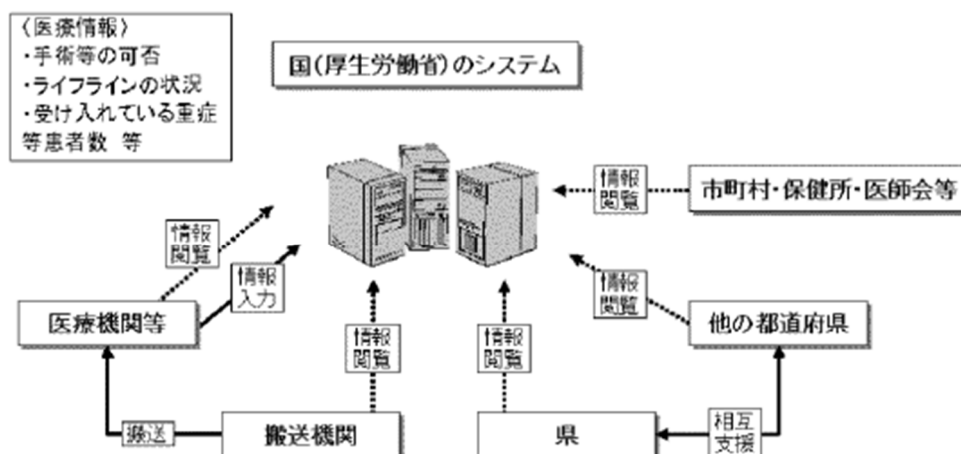 〈医療情報〉
・手術等の可否
・ライフラインの状況
・受け入れている重症
等患者数 等
国(厚生労働省)のシステム
情報
閲覧
市町村・保健所・医師会等
情報
閲覧
情報
入力
情報
閲覧
医療機関等
他の都道府県
情報
閲覧
情報
閲覧
搬送
搬送機関
県
相互
支援